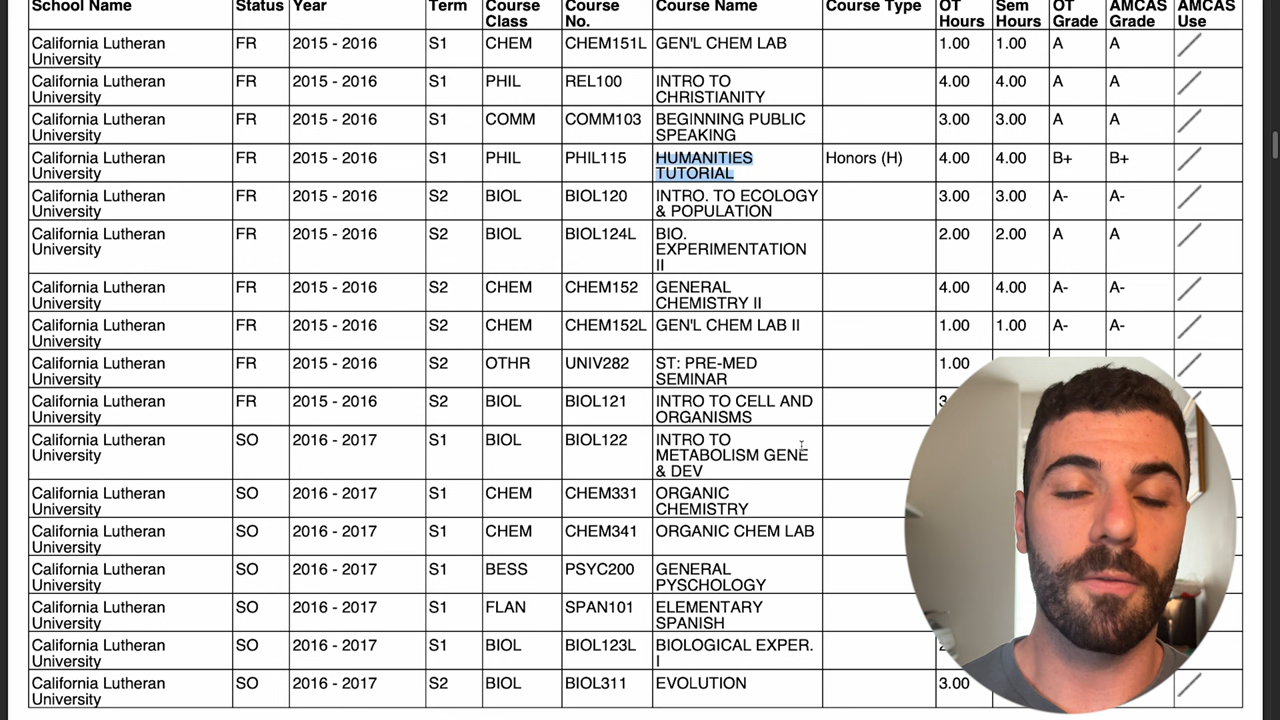 School Name Status Year Term Course Class Course No. Course Name Course Type OT Hours Sem Hours OT Grade AMCAS Grade AMCAS Use
California Lutheran University FR 2015 - 2016 S1 CHEM CHEM151L GEN'L CHEM LAB 1.00 1.00 A A
California Lutheran University FR 2015 - 2016 S1 PHIL REL100 INTRO TO CHRISTIANITY 4.00 4.00 A A
California Lutheran University FR 2015 - 2016 S1 COMM COMM103 BEGINNING PUBLIC SPEAKING 3.00 3.00 A A
California Lutheran University FR 2015 - 2016 S1 PHIL PHIL115 HUMANITIES TUTORIAL Honors (H) 4.00 4.00 B+ B+
California Lutheran University FR 2015 - 2016 S2 BIOL BIOL120 INTRO. TO ECOLOGY & POPULATION 3.00 3.00 A- A-
California Lutheran University FR 2015 - 2016 S2 BIOL BIOL124L BIO. EXPERIMENTATION II 2.00 2.00 A A
California Lutheran University FR 2015 - 2016 S2 CHEM CHEM152 GENERAL CHEMISTRY II 4.00 4.00 A- A-
California Lutheran University FR 2015 - 2016 S2 CHEM CHEM152L GEN'L CHEM LAB II 1.00 1.00 A- A-
California Lutheran University FR 2015 - 2016 S2 OTHR UNIV282 ST: PRE-MED SEMINAR 1.00
California Lutheran University FR 2015 - 2016 S2 BIOL BIOL121 INTRO TO CELL AND ORGANISMS
California Lutheran University SO 2016 - 2017 S1 BIOL BIOL122 INTRO TO METABOLISM GENE & DEV
California Lutheran University SO 2016 - 2017 S1 CHEM CHEM331 ORGANIC CHEMISTRY
California Lutheran University SO 2016 - 2017 S1 CHEM CHEM341 ORGANIC CHEM LAB
California Lutheran University SO 2016 - 2017 S1 BESS PSYC200 GENERAL PYSCHOLOGY
California Lutheran University SO 2016 - 2017 S1 FLAN SPAN101 ELEMENTARY SPANISH
California Lutheran University SO 2016 - 2017 S1 BIOL BIOL123L BIOLOGICAL EXPER. I
California Lutheran University SO 2016 - 2017 S2 BIOL BIOL311 EVOLUTION 3.00